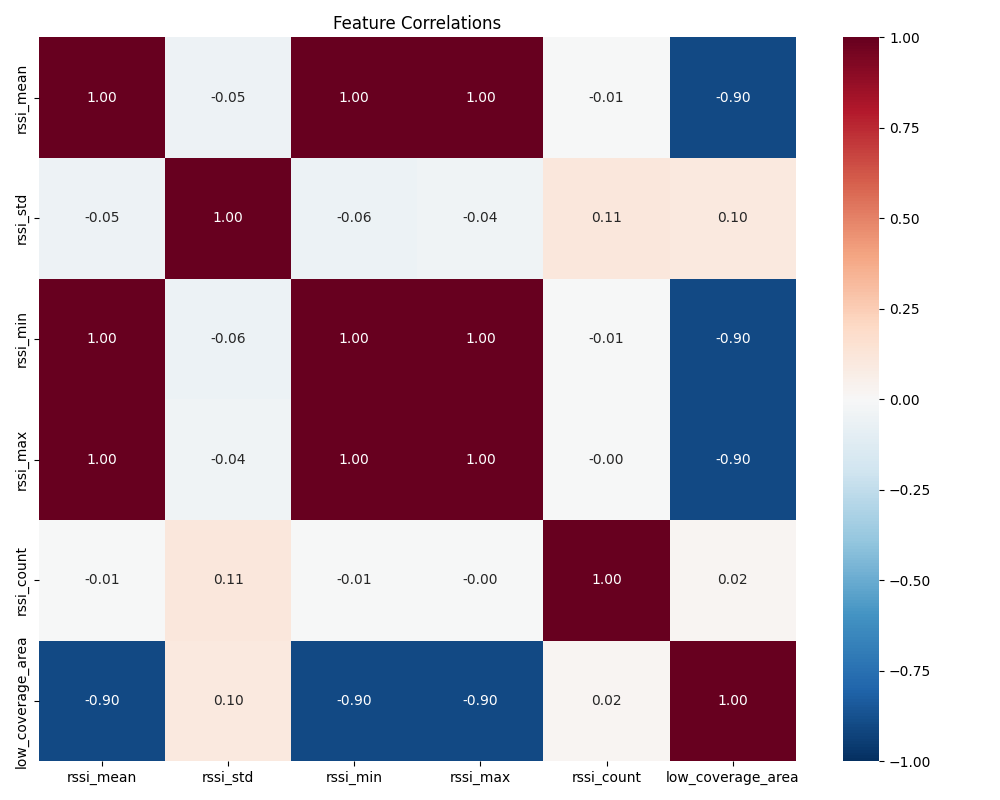 Feature Correlations
rssi_mean 1.00 -0.05 1.00 1.00 -0.01 -0.90
rssi_std -0.05 1.00 -0.06 -0.04 0.11 0.10
rssi_min 1.00 -0.06 1.00 1.00 -0.01 -0.90
rssi_max 1.00 -0.04 1.00 1.00 -0.00 -0.90
rssi_count -0.01 0.11 -0.01 -0.00 1.00 0.02
low_coverage_area -0.90 0.10 -0.90 -0.90 0.02 1.00
rssi_mean rssi_std rssi_min rssi_max rssi_count low_coverage_area
1.00
0.75
0.50
0.25
0.00
−0.25
−0.50
−0.75
−1.00